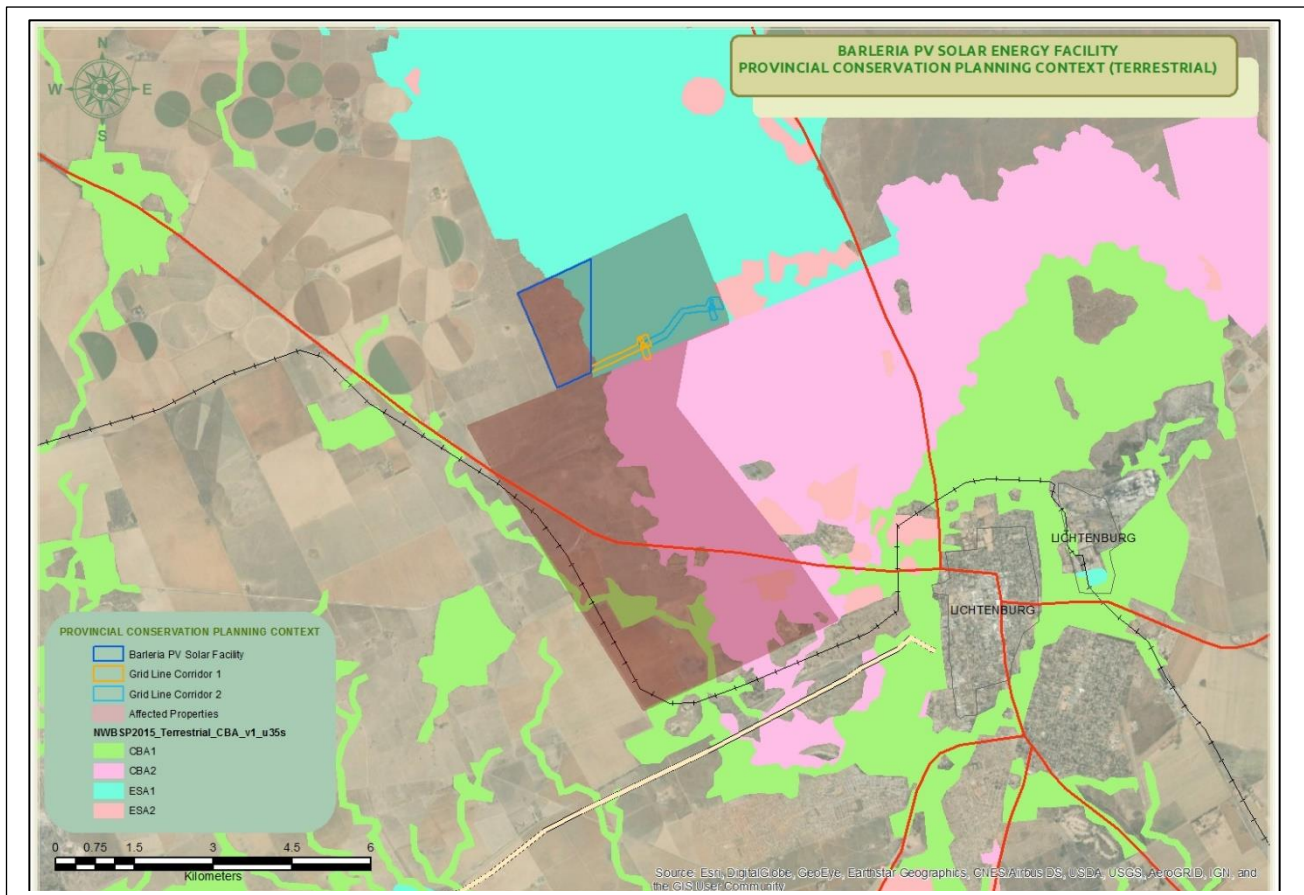 BARLERIA PV SOLAR ENERGY FACILITY
PROVINCIAL CONSERVATION PLANNING CONTEXT (TERRESTRIAL)
N
W E
S
LICHTENBURG
LICHTENBURG
PROVINCIAL CONSERVATION PLANNING CONTEXT
Barleria PV Solar Facility
Grid Line Corridor 1
Grid Line Corridor 2
Affected Properties
NWBSP2015_Terrestrial_CBA_v1_u35s
CBA1
CBA2
ESA1
ESA2
0 0.75 1.5 3 4.5 6
Kilometers
Source: Esri, DigitalGlobe, GeoEye, Earthstar Geographics, CNES/Airbus DS, USDA, USGS, AeroGRID, IGN, and
the GIS User Community